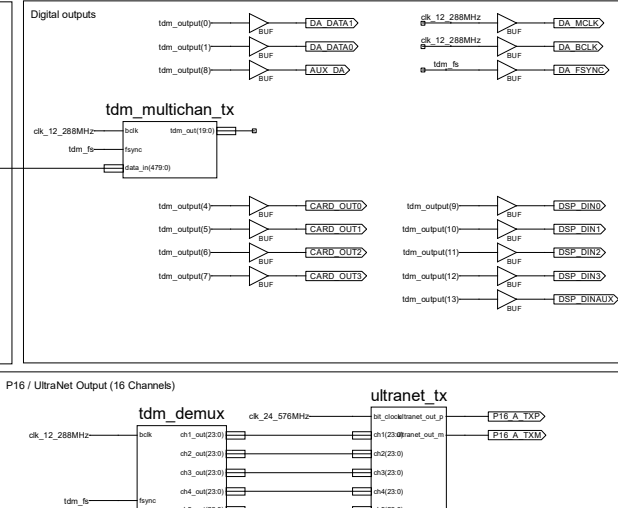 Digital outputs
tdm_output(0) BUF DA_DATA1
tdm_output(1) BUF DA_DATA0
tdm_output(8) BUF AUX_DA
clk_12_288MHz BUF DA_MCLK
clk_12_288MHz BUF DA_BCLK
tdm_fs BUF DA_FSYNC
tdm_multichan_tx
clk_12_288MHz bclk tdm_out(19:0)
tdm_fs fsync
data_in(479:0)
tdm_output(4) BUF CARD_OUT0
tdm_output(5) BUF CARD_OUT1
tdm_output(6) BUF CARD_OUT2
tdm_output(7) BUF CARD_OUT3
tdm_output(9) BUF DSP_DIN0
tdm_output(10) BUF DSP_DIN1
tdm_output(11) BUF DSP_DIN2
tdm_output(12) BUF DSP_DIN3
tdm_output(13) BUF DSP_DINAUX
P16 / UltraNet Output (16 Channels)
tdm_demux
clk_12_288MHz bclk ch1_out(23:0)
ch2_out(23:0)
ch3_out(23:0)
ch4_out(23:0)
tdm_fs fsync
ultranet_tx
clk_24_576MHz bit_clock ultranet_out_p P16_A_TXP
ch1(23:0) ultranet_out_m P16_A_TXM
ch2(23:0)
ch3(23:0)
ch4(23:0)